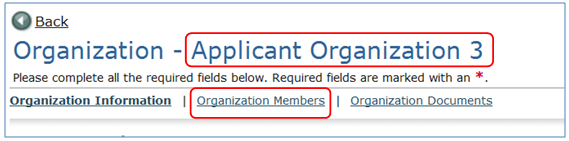 Back
Organization - Applicant Organization 3
Please complete all the required fields below. Required fields are marked with an *.
Organization Information | Organization Members | Organization Documents